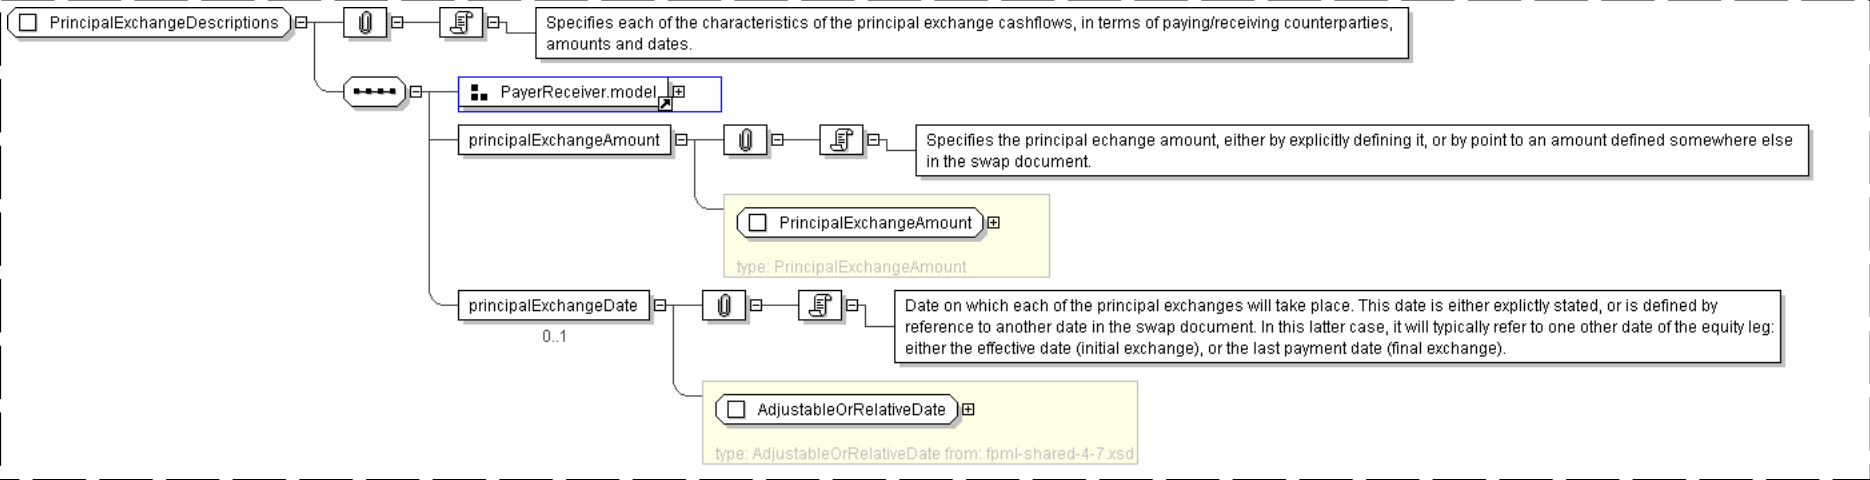 PrincipalExchangeDescriptions
Specifies each of the characteristics of the principal exchange cashflows, in terms of paying/receiving counterparties,
amounts and dates.
PayerReceiver.model
principalExchangeAmount
Specifies the principal echange amount, either by explicitly defining it, or by point to an amount defined somewhere else
in the swap document.
PrincipalExchangeAmount
type: PrincipalExchangeAmount
principalExchangeDate
0..1
Date on which each of the principal exchanges will take place. This date is either explictly stated, or is defined by
reference to another date in the swap document. In this latter case, it will typically refer to one other date of the equity leg:
either the effective date (initial exchange), or the last payment date (final exchange).
AdjustableOrRelativeDate
type: AdjustableOrRelativeDate from: fpml-shared-4-7.xsd